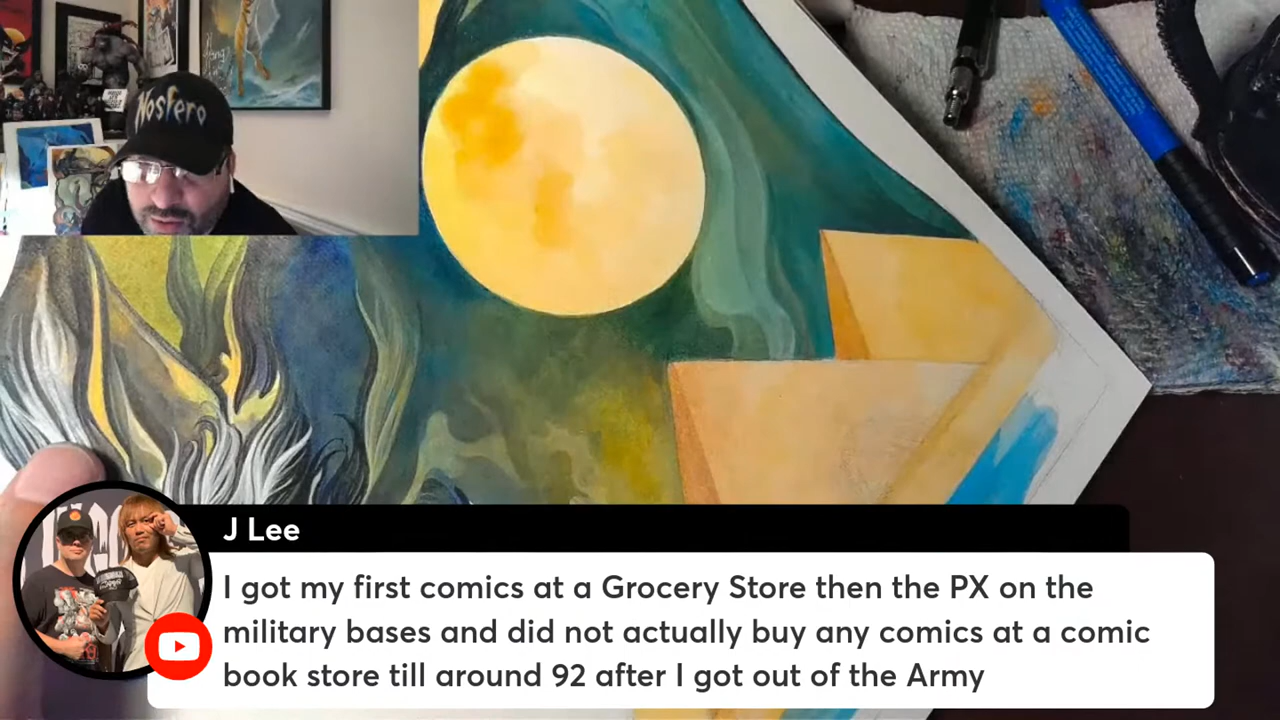 Nosfero
J Lee
I got my first comics at a Grocery Store then the PX on the
military bases and did not actually buy any comics at a comic
book store till around 92 after I got out of the Army